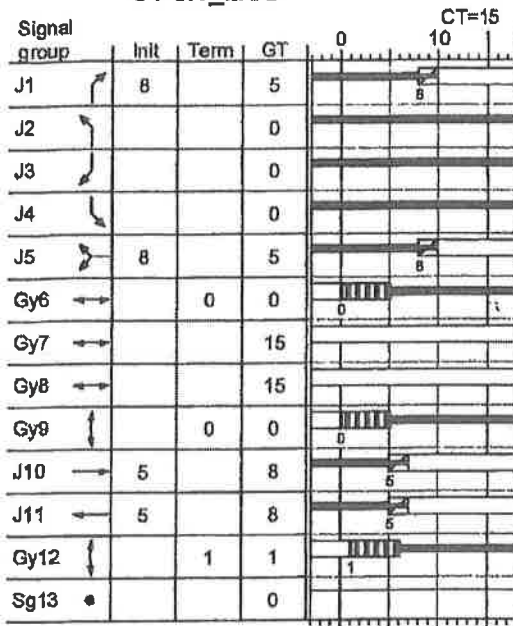 CT=15
Signal group Init Term GT 0 10
J1 8 5 8
J2 0
J3 0
J4 0
J5 8 5 8
Gy6 0 0 0
Gy7 15
Gy8 15
Gy9 0 0 0
J10 5 8 5
J11 5 8 5
Gy12 1 1 1
Sg13 0